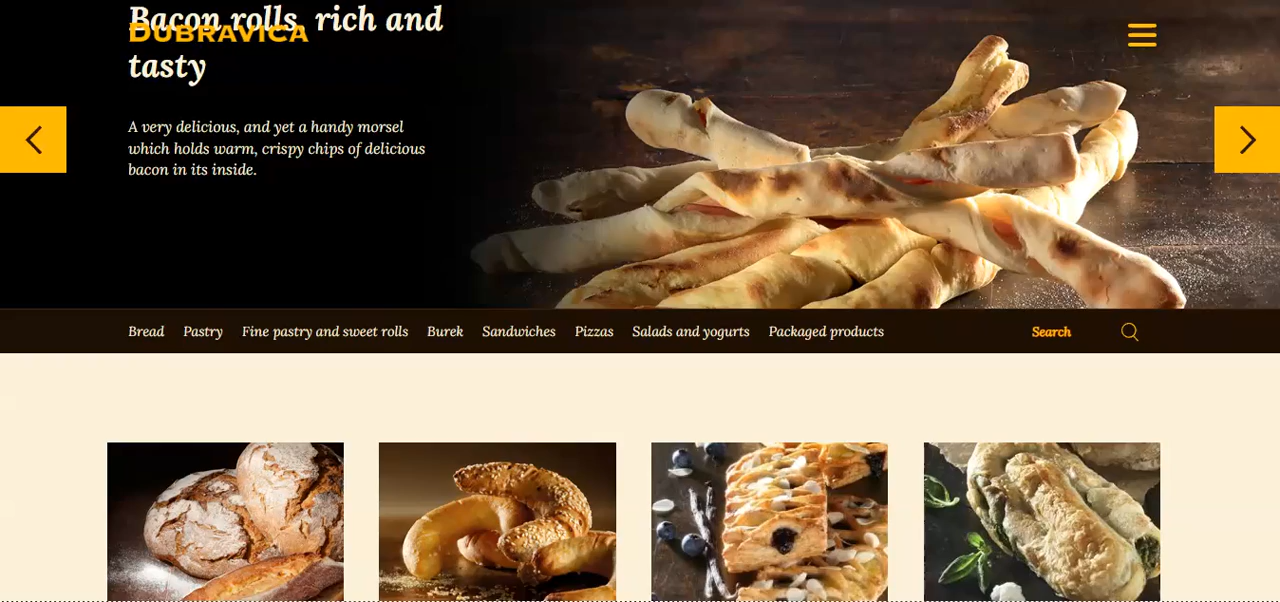 Bacon rolls, rich and
DUBRAVICA
tasty
A very delicious, and yet a handy morsel
which holds warm, crispy chips of delicious
bacon in its inside.
Bread Pastry Fine pastry and sweet rolls Burek Sandwiches Pizzas Salads and yogurts Packaged products Search